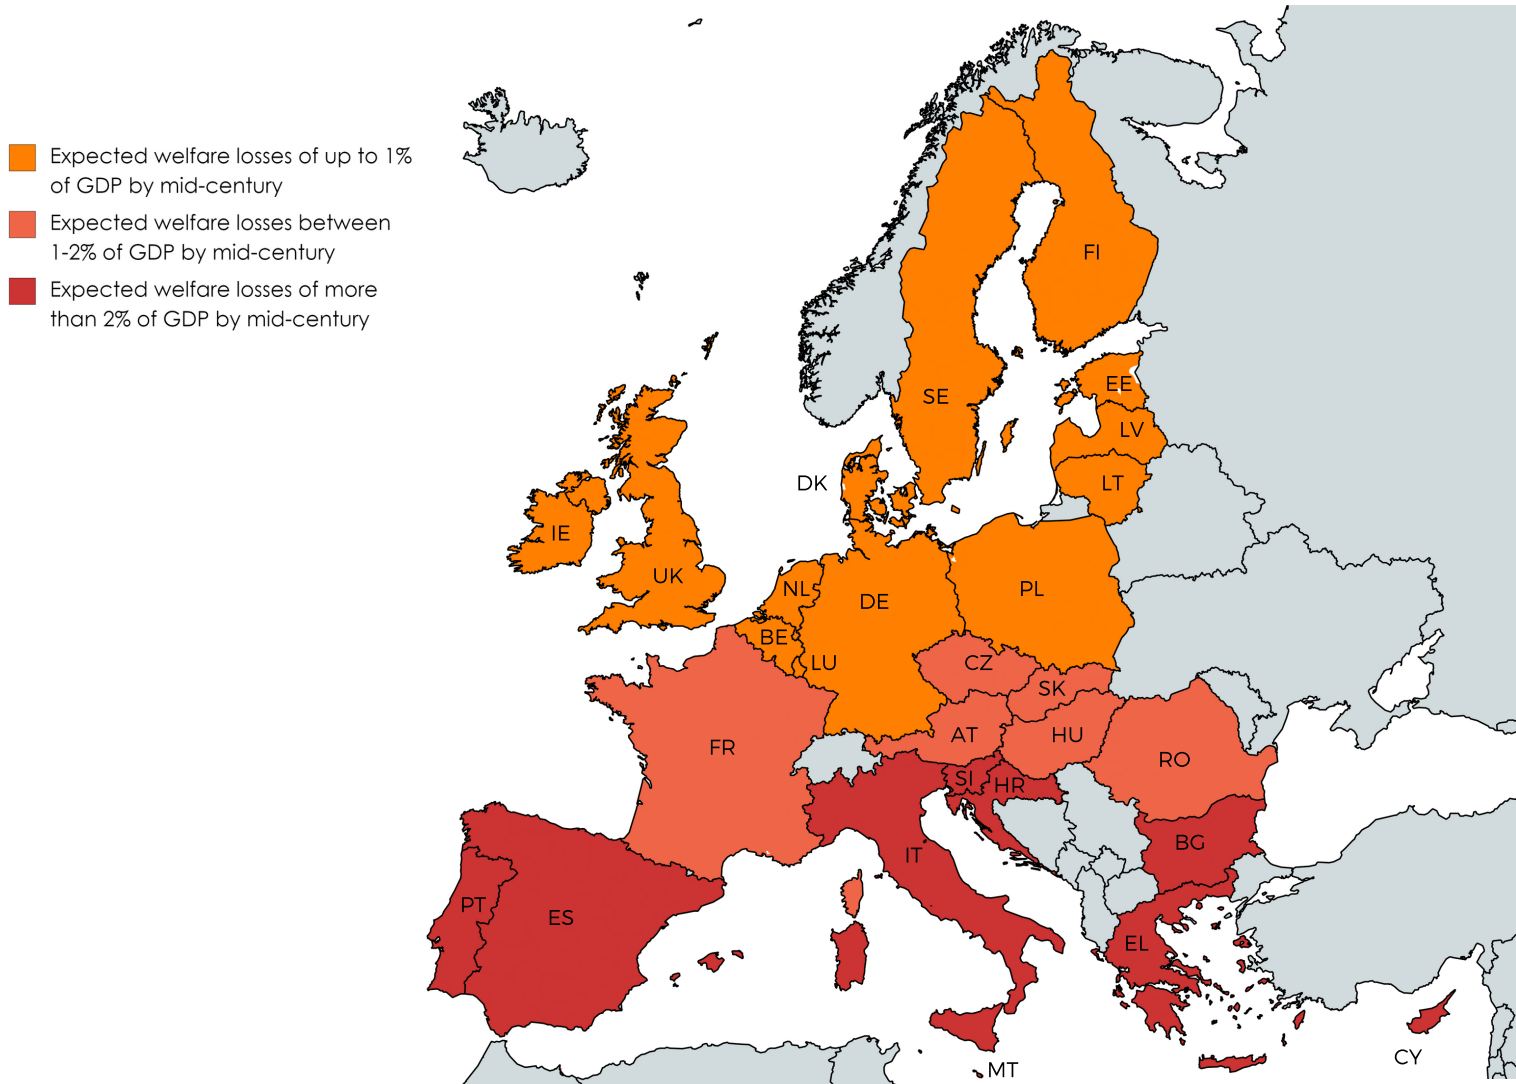 Expected welfare losses of up to 1%
of GDP by mid-century
Expected welfare losses between
1-2% of GDP by mid-century
Expected welfare losses of more
than 2% of GDP by mid-century
FI
EE
SE
LV
DK
LT
IE
UK
NL
DE
PL
BE
LU
CZ
SK
FR
AT
HU
RO
SI
HR
BG
IT
PT
ES
EL
CY
MT